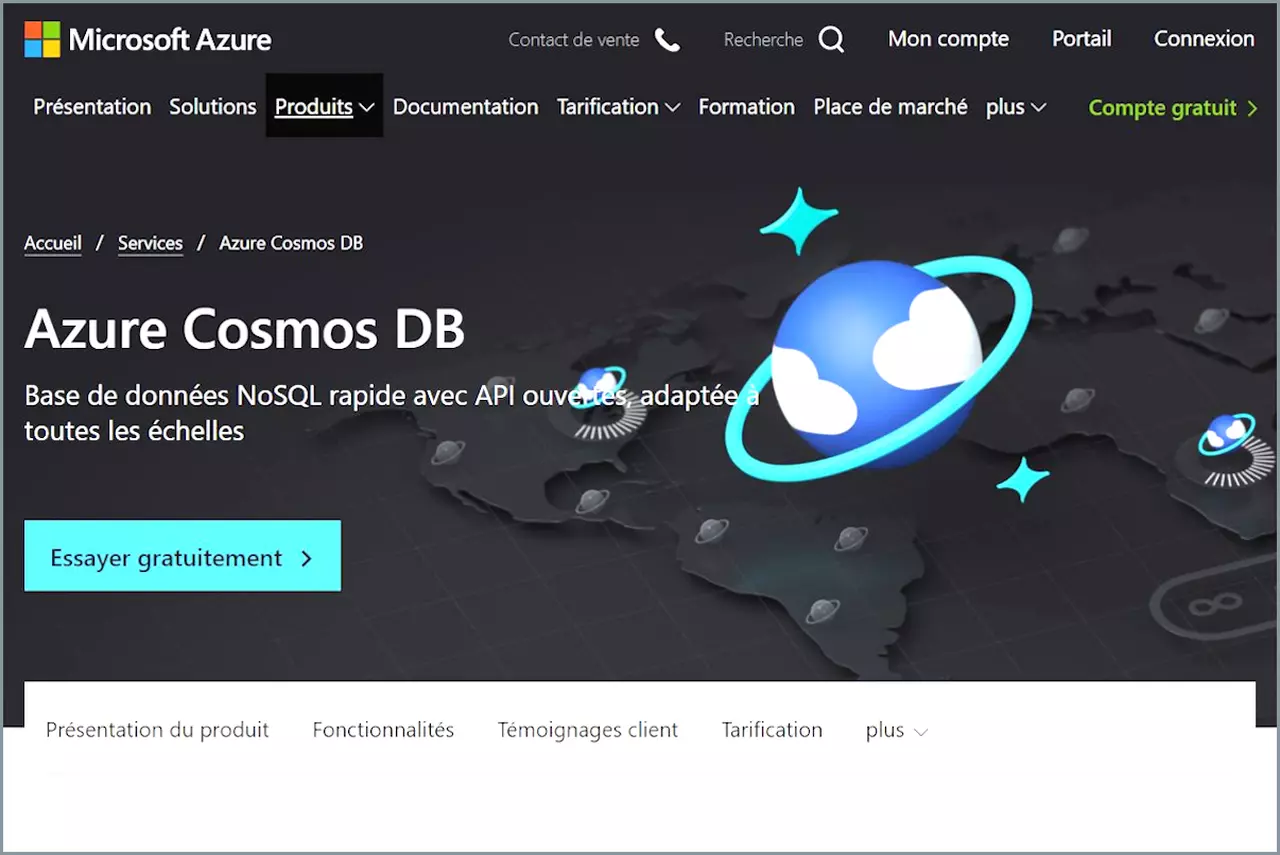 Microsoft Azure
Contact de vente
Recherche
Mon compte
Portail
Connexion
Présentation
Solutions
Produits
Documentation
Tarification
Formation
Place de marché
plus
Compte gratuit
Accueil / Services / Azure Cosmos DB
Azure Cosmos DB
Base de données NoSQL rapide avec API ouvertes, adaptée à
toutes les échelles
Essayer gratuitement
Présentation du produit
Fonctionnalités
Témoignages client
Tarification
plus